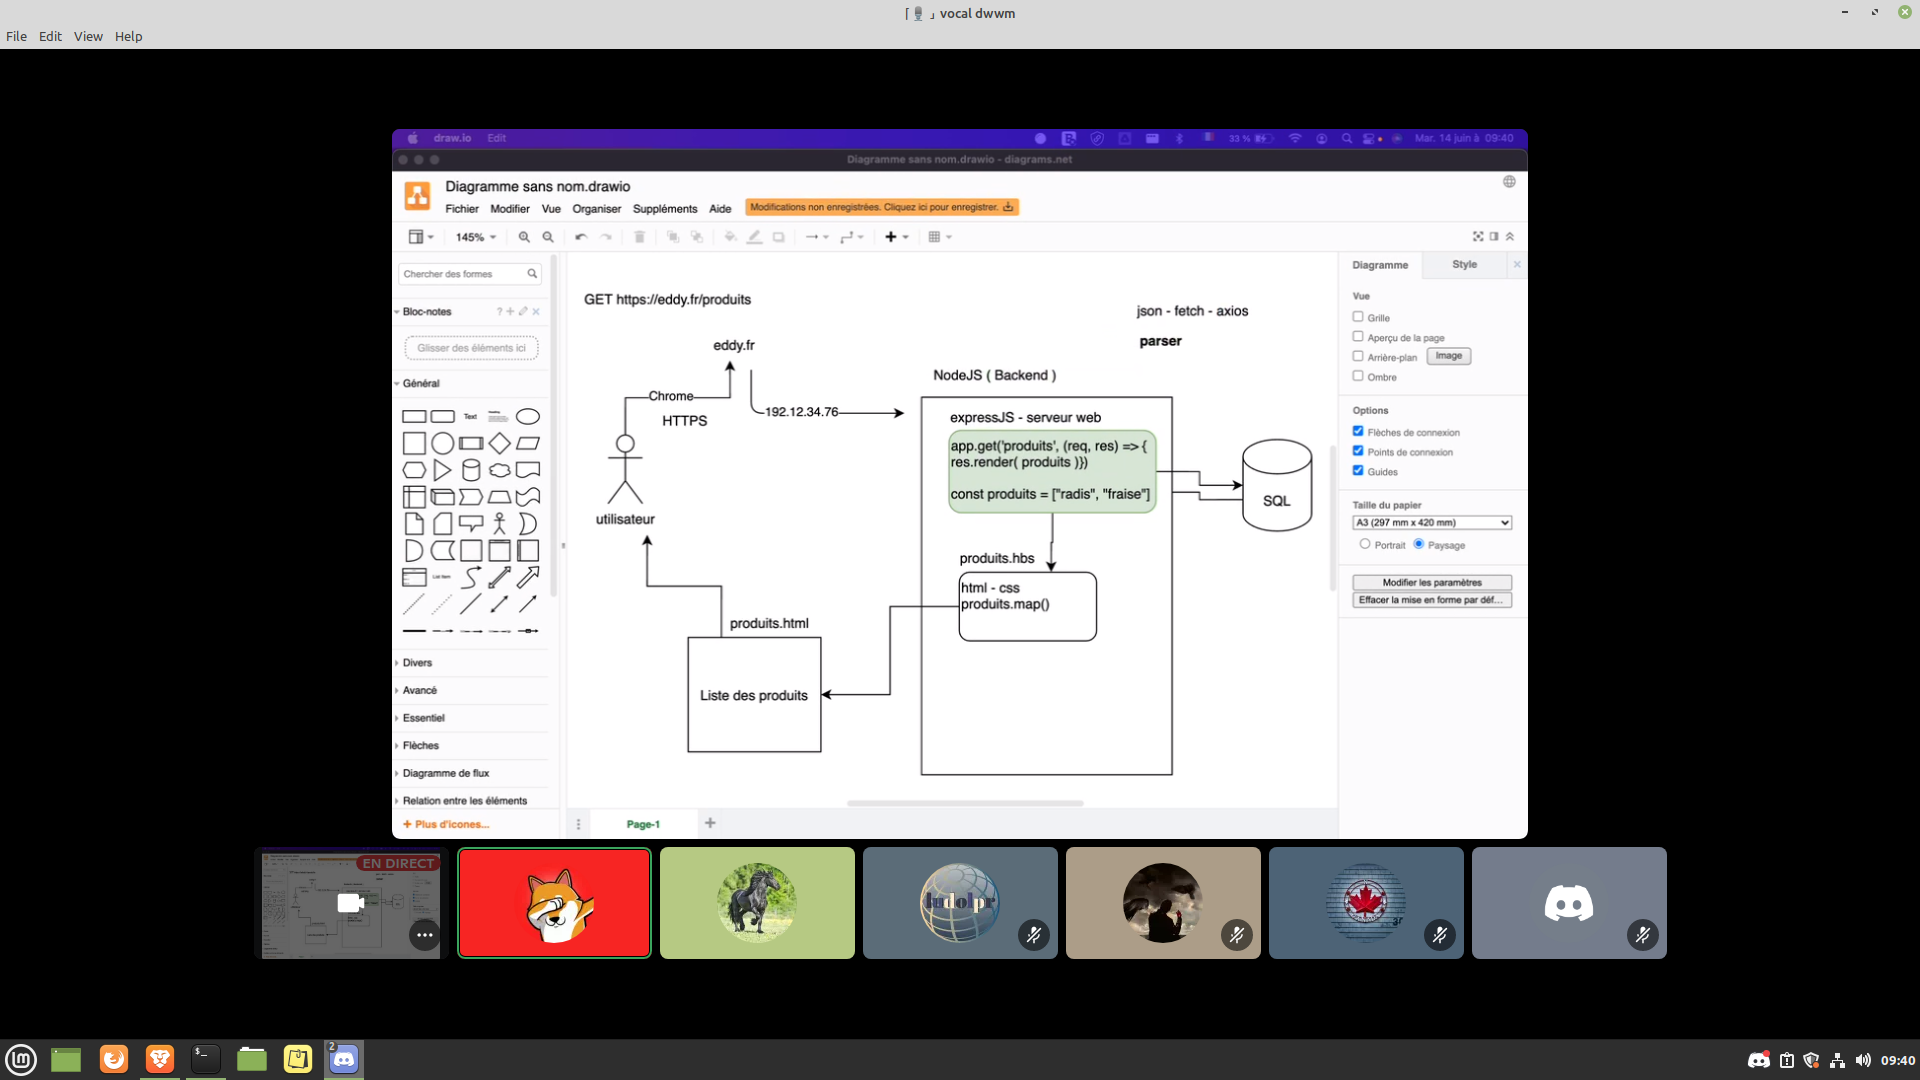 vocal dwwm
File Edit View Help
draw.io Edit
33 %
Mar. 14 juin à 09:40
Diagramme sans nom.drawio - diagrams.net
Diagramme sans nom.drawio
Fichier Modifier Vue Organiser Suppléments Aide
Modifications non enregistrées. Cliquez ici pour enregistrer.
145%
Chercher des formes
Bloc-notes
Glisser des éléments ici
Général
Text
List Item
Divers
Avancé
Essentiel
Flèches
Diagramme de flux
Relation entre les éléments
+ Plus d'icones...
GET https://eddy.fr/produits
json - fetch - axios
parser
eddy.fr
Chrome
HTTPS
192.12.34.76
utilisateur
NodeJS ( Backend )
expressJS - serveur web
app.get('produits', (req, res) => {
res.render( produits )})
const produits = ["radis", "fraise"]
SQL
produits.hbs
html - css
produits.map()
produits.html
Liste des produits
Page-1
Diagramme Style
Vue
Grille
Aperçu de la page
Arrière-plan
Image
Ombre
Options
Flèches de connexion
Points de connexion
Guides
Taille du papier
A3 (297 mm x 420 mm)
Portrait Paysage
Modifier les paramètres
Effacer la mise en forme par déf...
EN DIRECT
ludolpr
37
2
09:40